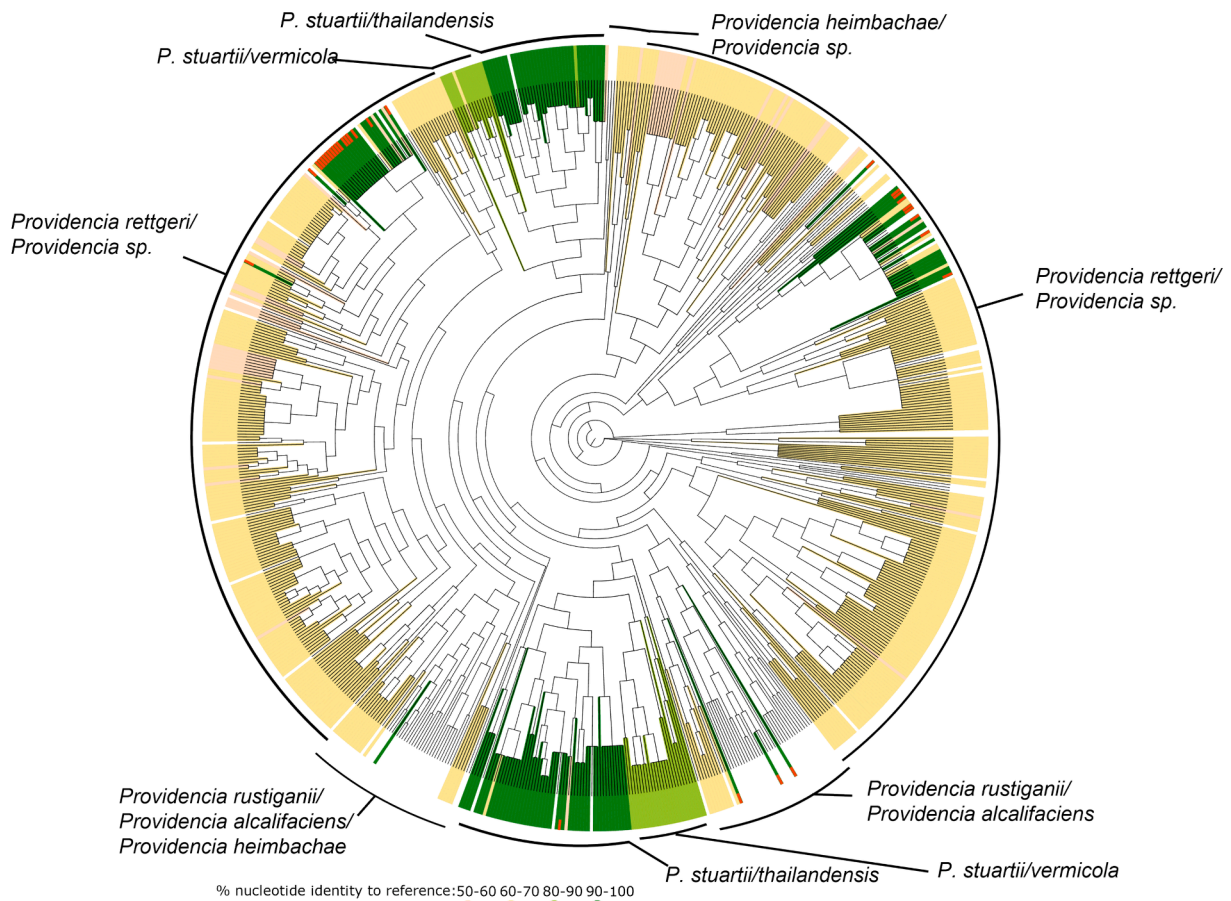 P. stuartii/thailandensis
P. stuartii/vermicola
Providencia heimbachae/
Providencia sp.
Providencia rettgeri/
Providencia sp.
Providencia rettgeri/
Providencia sp.
Providencia rustiganii/
Providencia alcalifaciens/
Providencia heimbachae
Providencia rustiganii/
Providencia alcalifaciens
P. stuartii/thailandensis
P. stuartii/vermicola
% nucleotide identity to reference:50-60 60-70 80-90 90-100